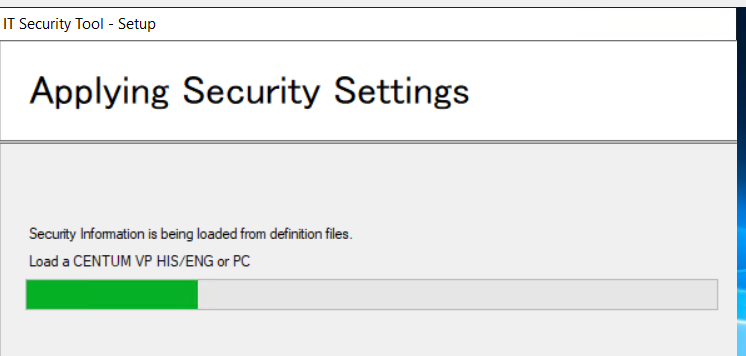 IT Security Tool - Setup
Applying Security Settings
Security Information is being loaded from definition files.
Load a CENTUM VP HIS/ENG or PC